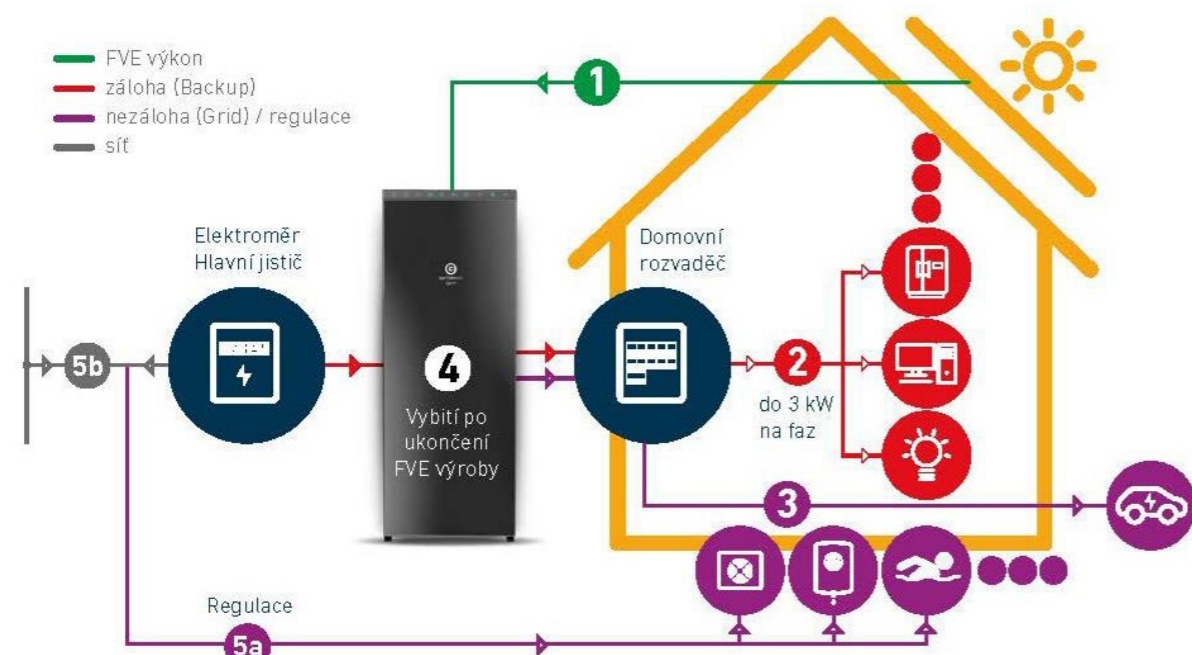 FVE výkon
záloha (Backup)
nezáloha (Grid) / regulace
síť
1
Elektroměr
Hlavní jistič
Domovní
rozvaděč
5b
4
Vybití po
ukončení
FVE výroby
2
do 3 kW
na faz
3
Regulace
5a